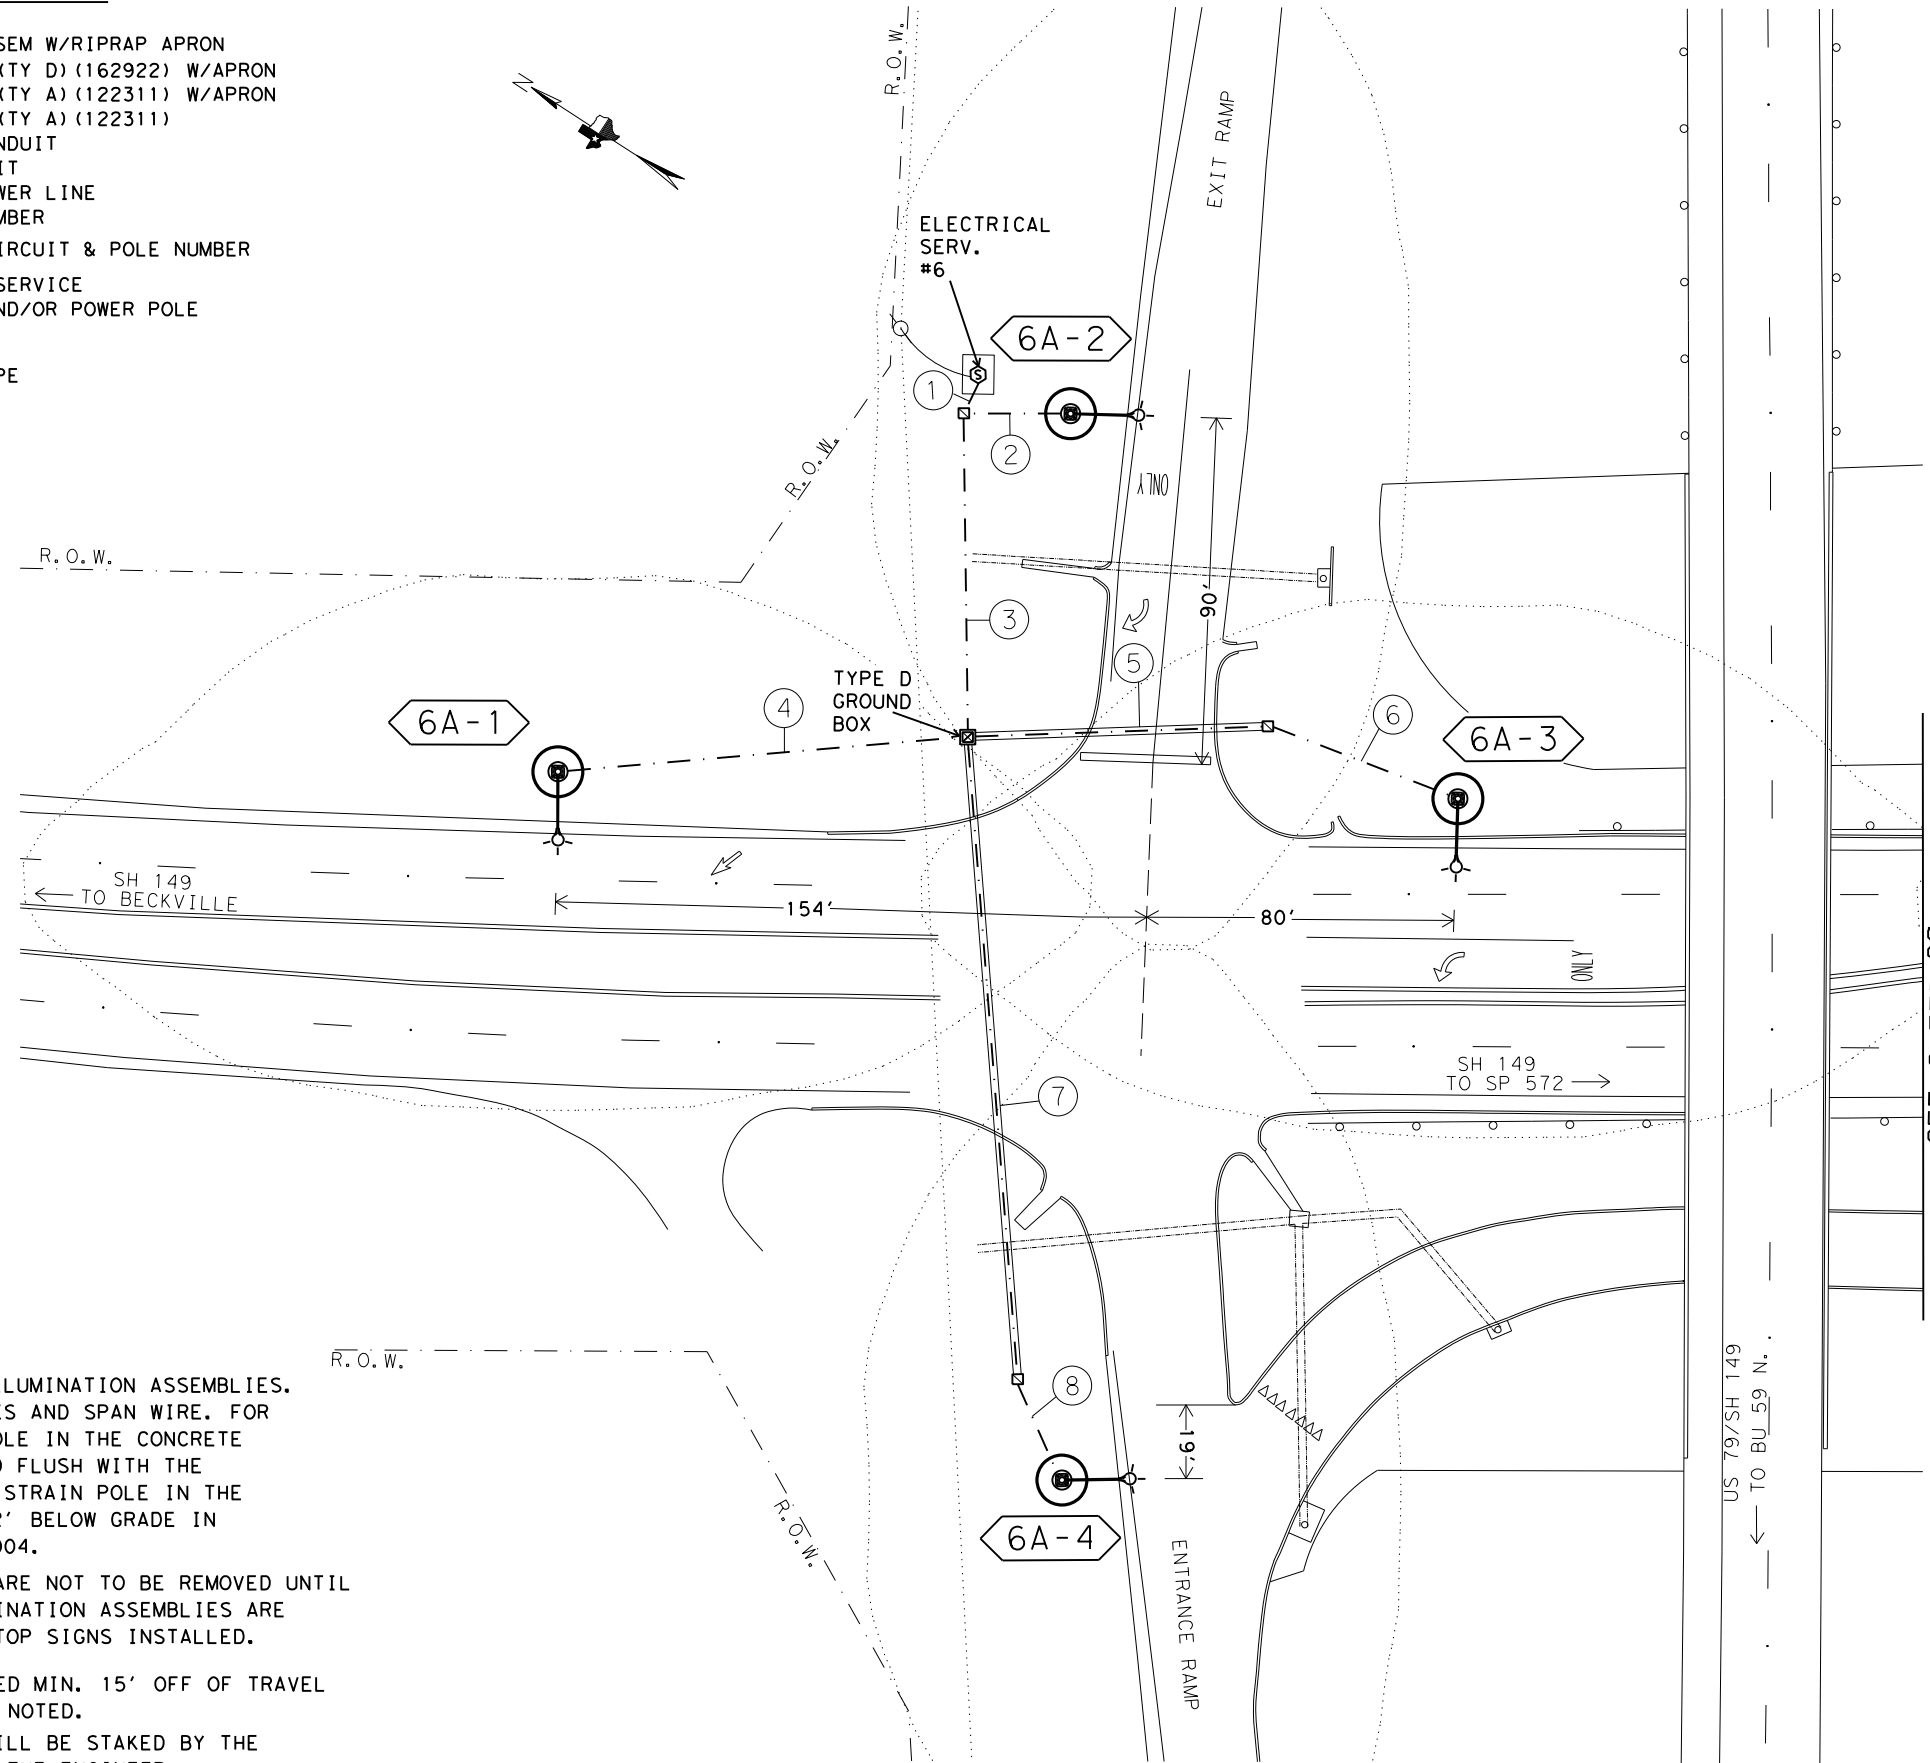 SEM W/RIPRAP APRON
(TY D)(162922) W/APRON
(TY A)(122311) W/APRON
(TY A)(122311)
NDUIT
IT
WER LINE
MBER
IRCUIT & POLE NUMBER
SERVICE
ND/OR POWER POLE
PE
N
R.O.W.
EXIT RAMP
ELECTRICAL
SERV.
#6
S
6A-2
1
2
R.O.W.
ONLY
R.O.W.
90'
3
5
TYPE D
GROUND
BOX
4
6
6A-1
6A-3
SH 149
TO BECKVILLE
154'
80'
ONLY
SH 149
TO SP 572
7
R.O.W.
8
19'
6A-4
R.O.W.
ENTRANCE RAMP
US 79/SH 149
TO BU 59 N.
LLUMINATION ASSEMBLIES.
ES AND SPAN WIRE. FOR
OLE IN THE CONCRETE
D FLUSH WITH THE
STRAIN POLE IN THE
2' BELOW GRADE IN
004.
ARE NOT TO BE REMOVED UNTIL
INATION ASSEMBLIES ARE
TOP SIGNS INSTALLED.
ED MIN. 15' OFF OF TRAVEL
NOTED.
ILL BE STAKED BY THE